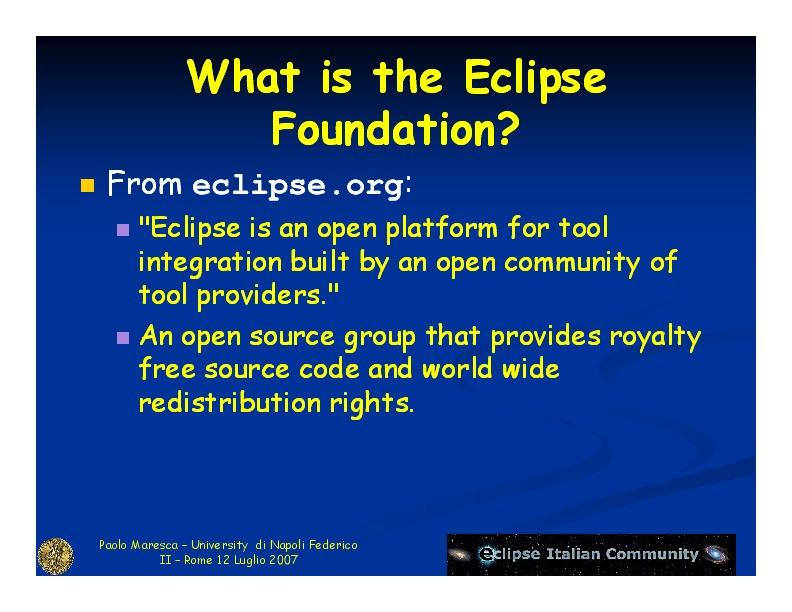 What is the Eclipse
Foundation?
From eclipse.org:
"Eclipse is an open platform for tool
integration built by an open community of
tool providers."
An open source group that provides royalty
free source code and world wide
redistribution rights.
Paolo Maresca – University di Napoli Federico
II – Rome 12 Luglio 2007
eclipse Italian Community